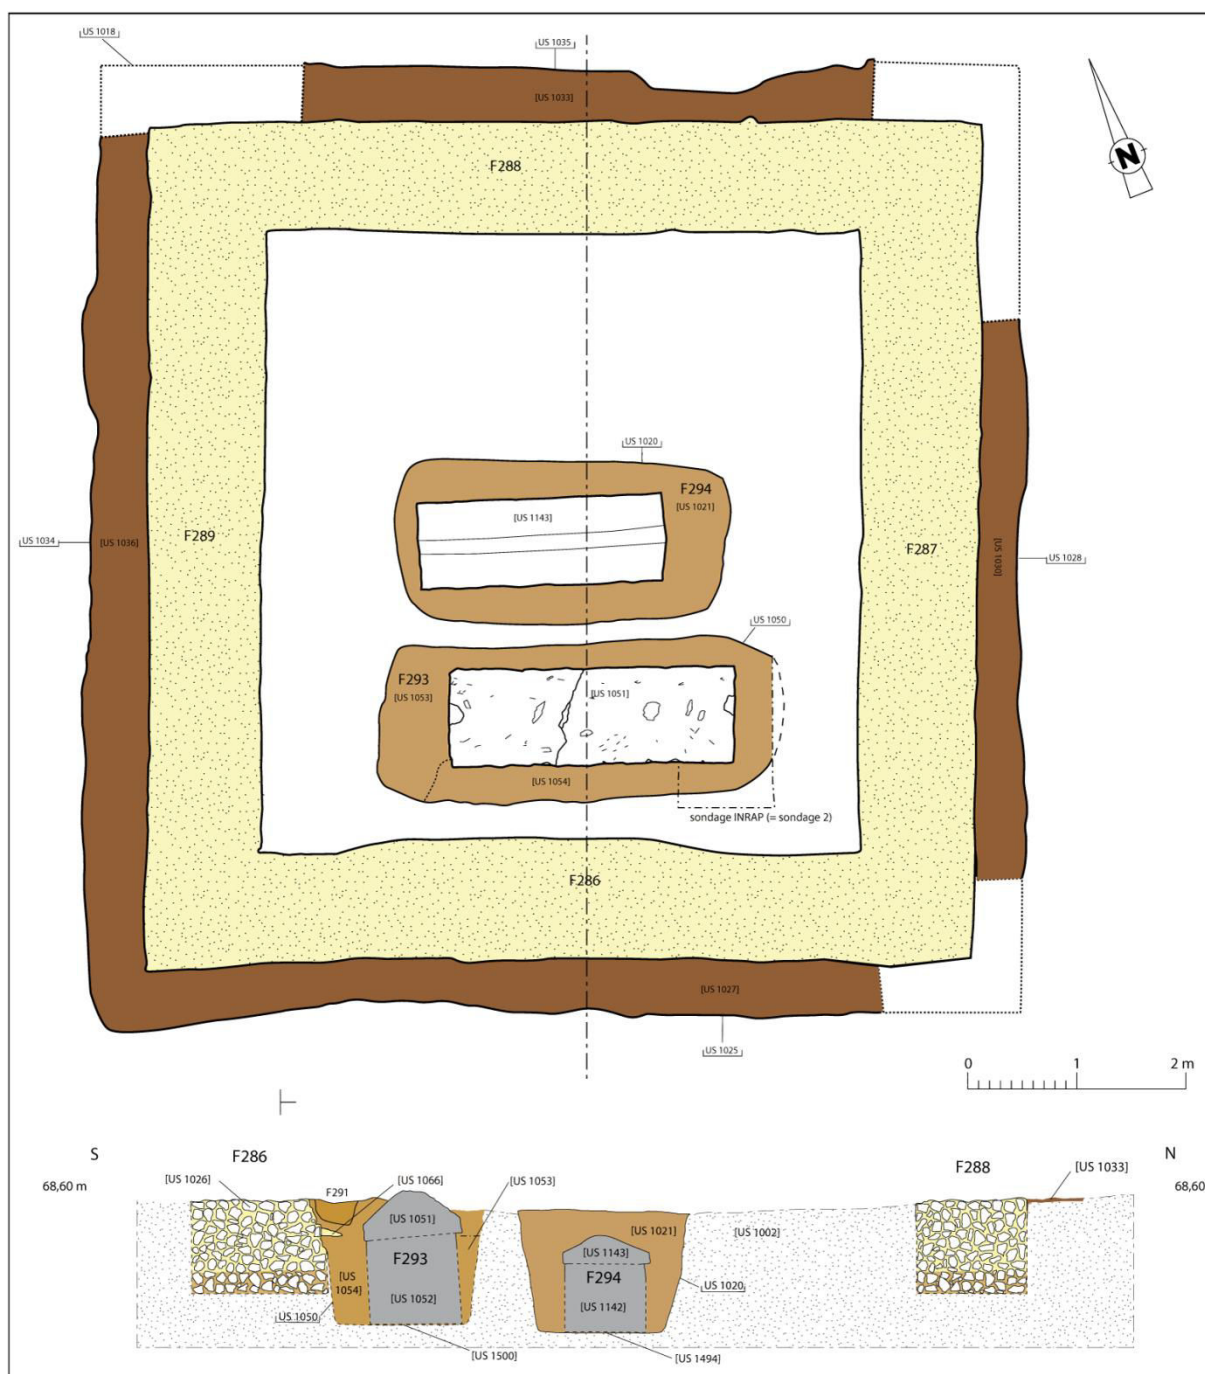 US 1018
US 1035
[US 1033]
F288
N
US 1020
F294
[US 1021]
[US 1143]
F289
F287
US 1034
[US 1036]
[US 1030]
US 1028
US 1050
F293
[US 1053]
[US 1051]
[US 1054]
sondage INRAP (= sondage 2)
F286
[US 1027]
US 1025
0 1 2 m
S
F286
F288
N
[US 1026]
[US 1066]
[US 1053]
[US 1033]
68,60 m
F291
68,60
[US 1051]
[US 1021]
[US 1002]
F293
[US 1143]
F294
[US 1054]
[US 1052]
US 1020
[US 1142]
US 1050
[US 1500]
[US 1494]